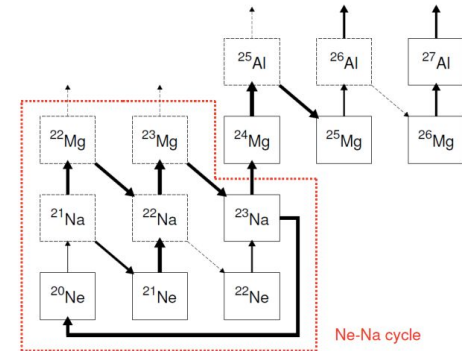 ²⁵Al ²⁶Al ²⁷Al
²²Mg ²³Mg ²⁴Mg ²⁵Mg ²⁶Mg
²¹Na ²²Na ²³Na
²⁰Ne ²¹Ne ²²Ne
Ne-Na cycle